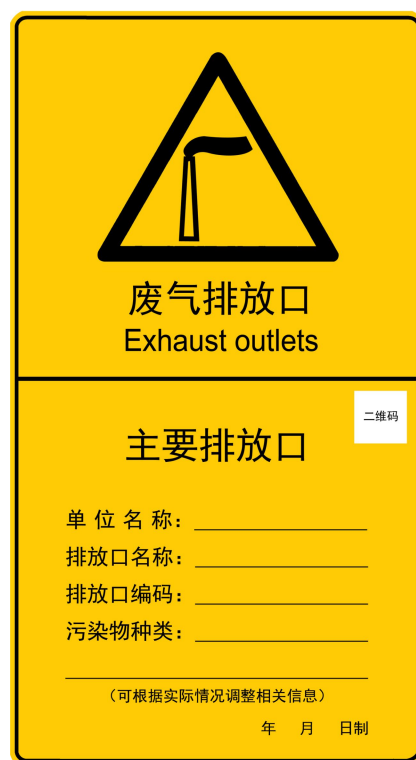 废气排放口
Exhaust outlets
二维码
主要排放口
单位名称：
排放口名称：
排放口编码：
污染物种类：
（可根据实际情况调整相关信息）
年 月 日制